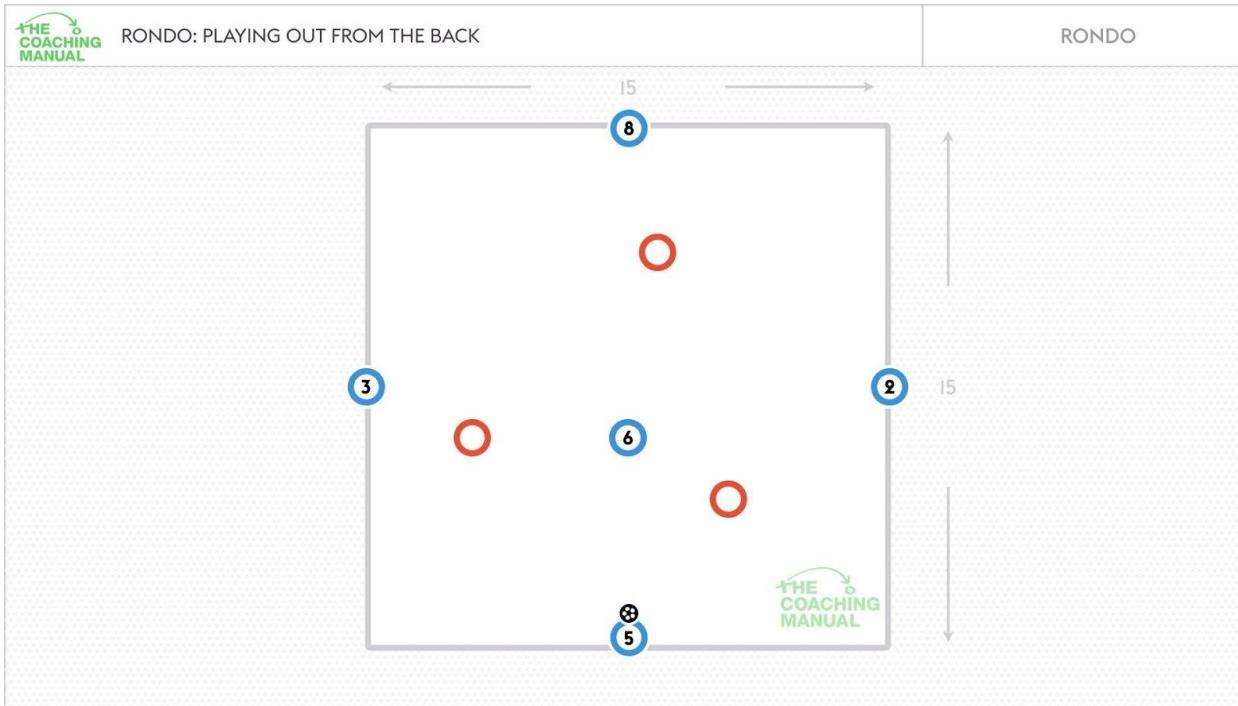 THE
COACHING
MANUAL
RONDO: PLAYING OUT FROM THE BACK
RONDO
15
8
3
2
15
6
5
THE
COACHING
MANUAL